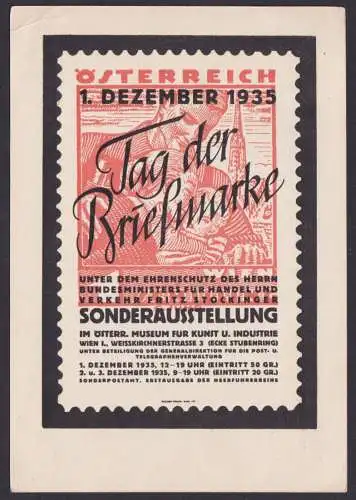 ÖSTERREICH
1. DEZEMBER 1935
Tag der
Briefmarke
WIEN
UNTER DEM EHRENSCHUTZ DES HERRN
BUNDESMINISTERS FÜR HANDEL UND
VERKEHR FRITZ STOCKINGER
SONDERAUSSTELLUNG
IM ÖSTERR. MUSEUM FÜR KUNST U. INDUSTRIE
WIEN I., WEISSKIRCHNERSTRASSE 3 (ECKE STUBENRING)
UNTER BETEILIGUNG DER GENERALDIREKTION FÜR DIE POST- U.
TELEGRAPHENVERWALTUNG
1. DEZEMBER 1935, 12-19 UHR (EINTRITT 50 GR.)
2. u. 3. DEZEMBER 1935, 9-19 UHR (EINTRITT 20 GR.)
SONDERPOSTAMT. ERSTAUSGABE DER HEERFÜHRERSERIE